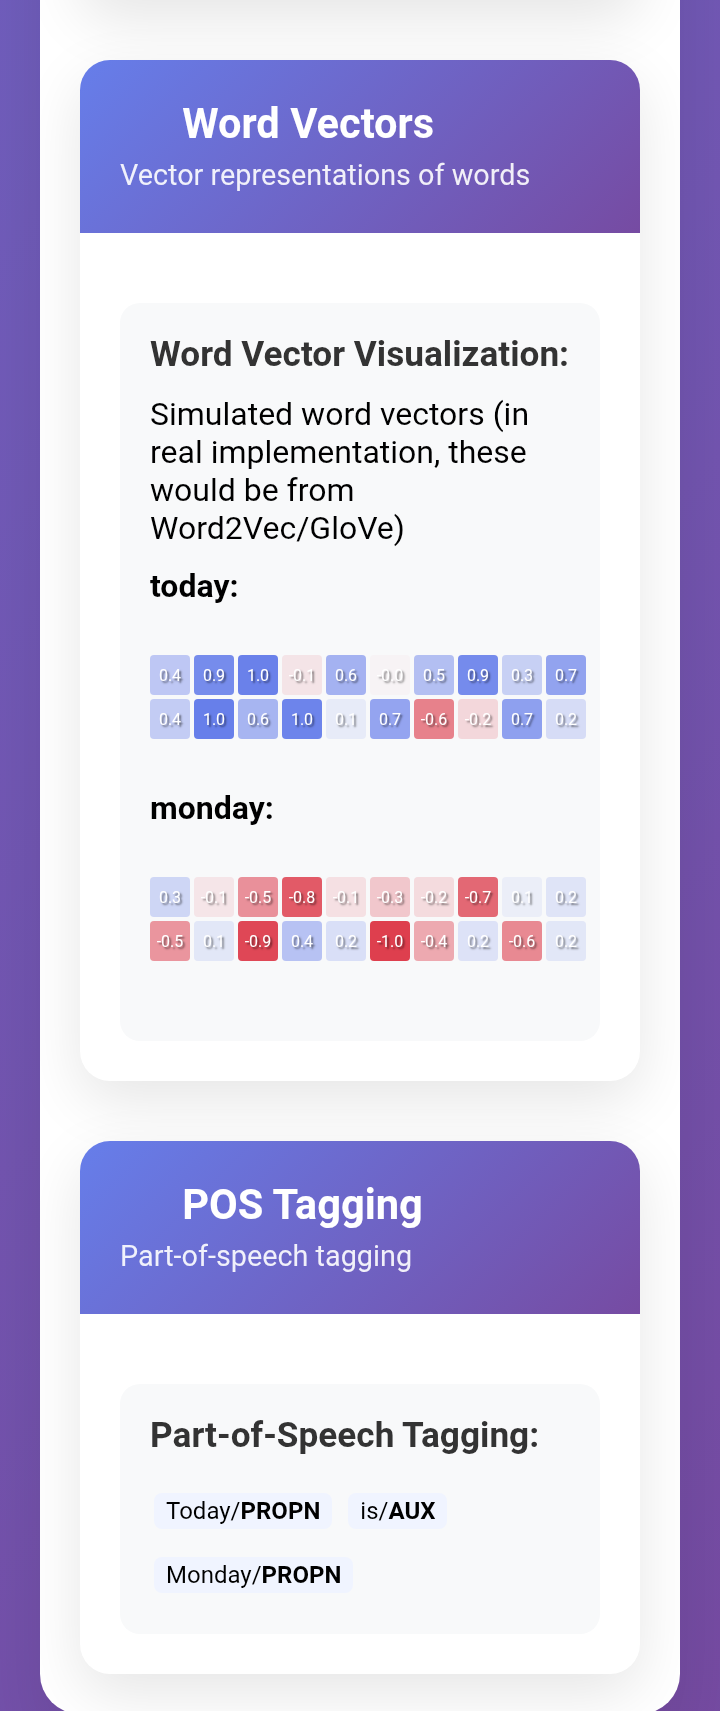 Word Vectors
Vector representations of words
Word Vector Visualization:
Simulated word vectors (in
real implementation, these
would be from
Word2Vec/GloVe)
today:
0.4 0.9 1.0 -0.1 0.6 -0.0 0.5 0.9 0.3 0.7
0.4 1.0 0.6 1.0 0.1 0.7 -0.6 -0.2 0.7 0.2
monday:
0.3 -0.1 -0.5 -0.8 -0.1 -0.3 -0.2 -0.7 0.1 0.2
-0.5 0.1 -0.9 0.4 0.2 -1.0 -0.4 0.2 -0.6 0.2
POS Tagging
Part-of-speech tagging
Part-of-Speech Tagging:
Today/PROPN is/AUX
Monday/PROPN